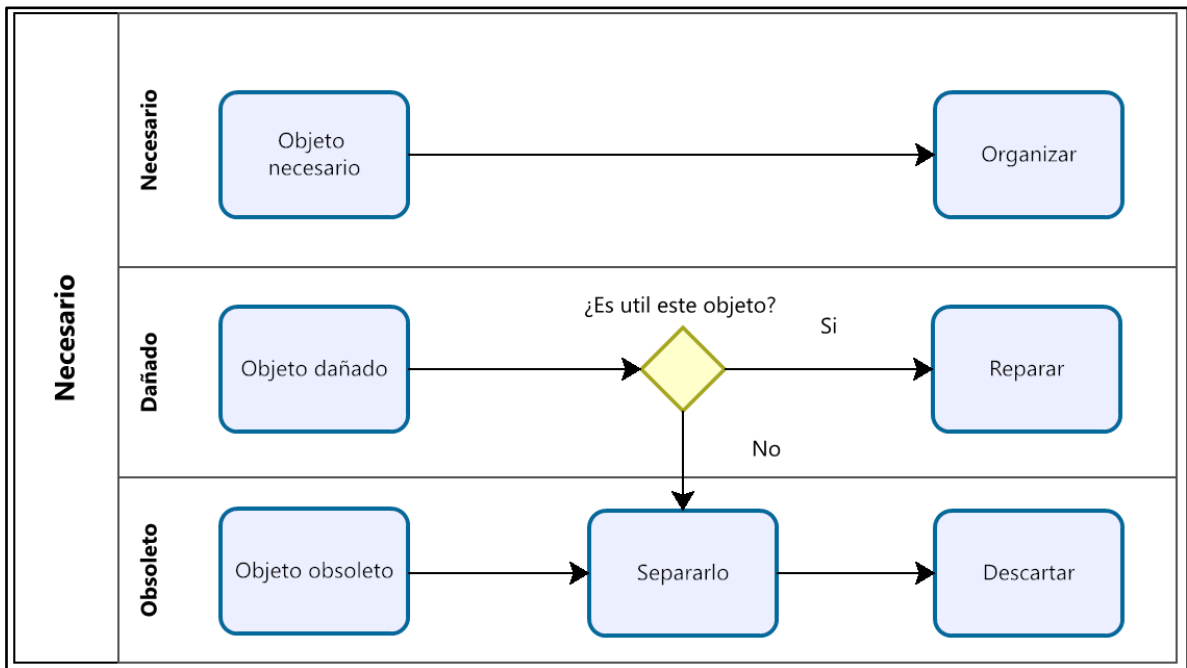 Necesario
Necesario
Objeto
necesario
Organizar
Dañado
¿Es util este objeto?
Si
Objeto dañado
Reparar
No
Obsoleto
Objeto obsoleto
Separarlo
Descartar